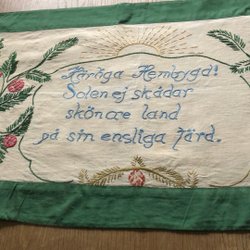 Härliga Hembygd!
Solen ej skådar
skönare land
på sin ensliga färd.